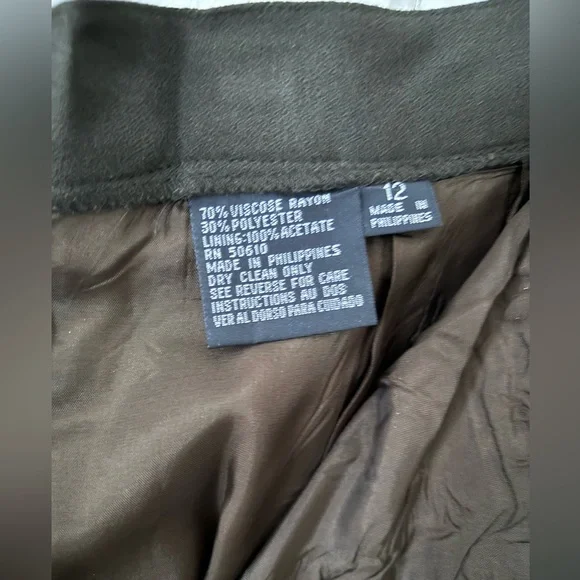 70% VISCOSE RAYON
30% POLYESTER
LINING:100% ACETATE
RN 50610
MADE IN PHILIPPINES
DRY CLEAN ONLY
SEE REVERSE FOR CARE
INSTRUCTIONS AU DOS
VER AL DORSO PARA CUIDADO
12
MADE IN
PHILIPPINES